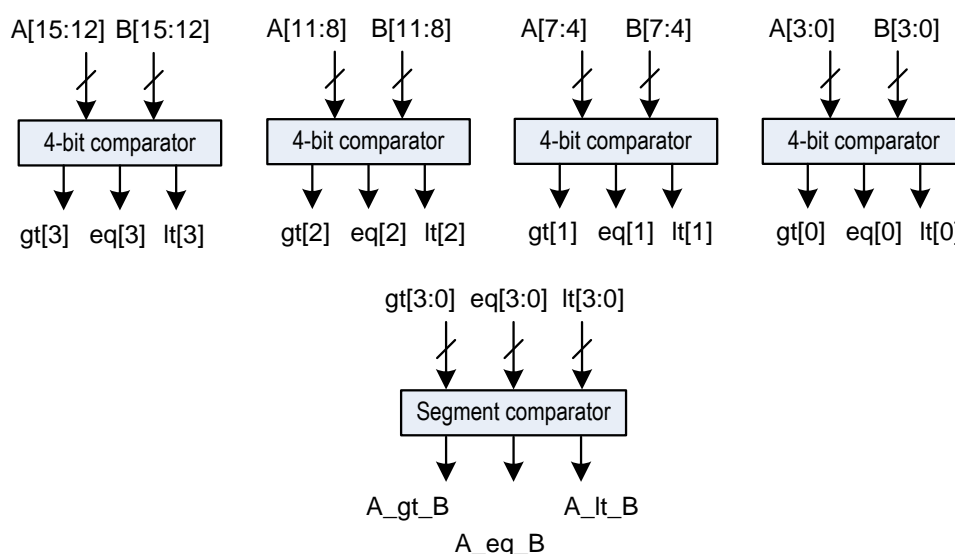 A[15:12] B[15:12] A[11:8] B[11:8] A[7:4] B[7:4] A[3:0] B[3:0]
4-bit comparator 4-bit comparator 4-bit comparator 4-bit comparator
gt[3] eq[3] lt[3] gt[2] eq[2] lt[2] gt[1] eq[1] lt[1] gt[0] eq[0] lt[0]
gt[3:0] eq[3:0] lt[3:0]
Segment comparator
A_gt_B A_lt_B
A_eq_B